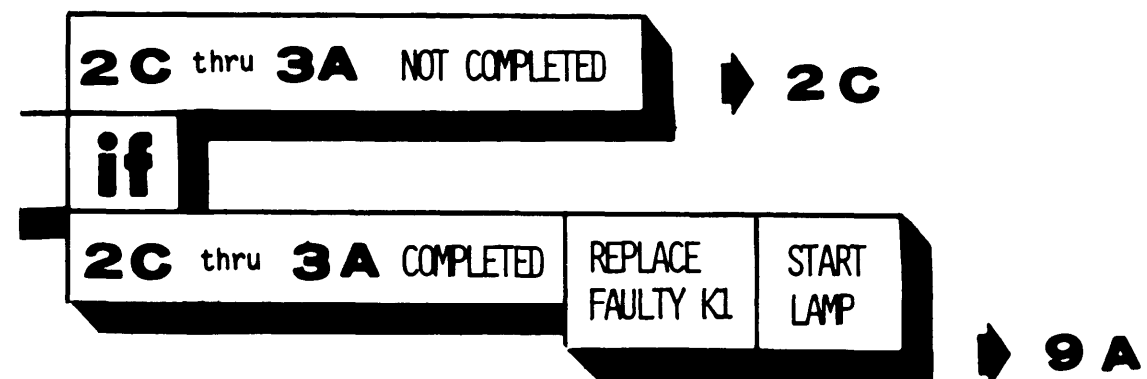 2C thru 3A NOT COMPLETED
2C
if
2C thru 3A COMPLETED
REPLACE
FAULTY K1
START
LAMP
9A